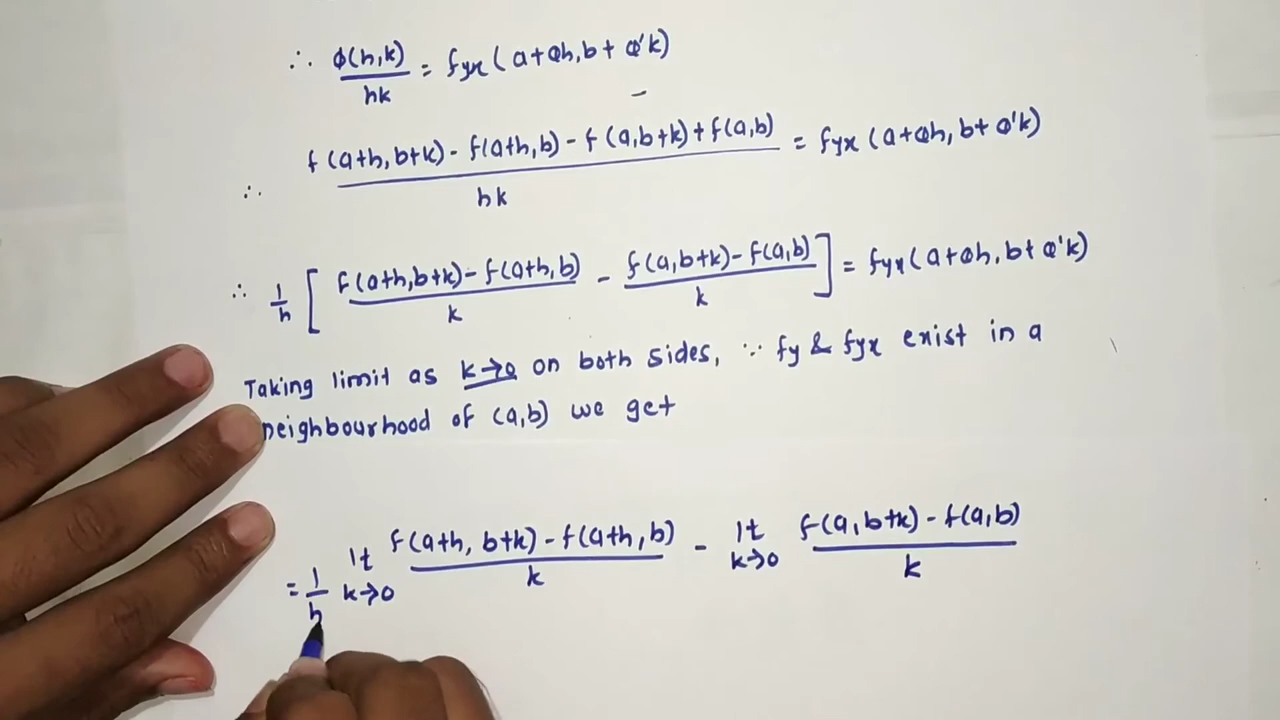 ∴ φ(h,k)/hk = fyx(a+θh, b+θ'k)
∴ f(a+h, b+k) - f(a+h, b) - f(a, b+k) + f(a,b) / hk = fyx(a+θh, b+θ'k)
∴ 1/h [ f(a+h, b+k) - f(a+h, b) / k - f(a, b+k) - f(a,b) / k ] = fyx(a+θh, b+θ'k)
Taking limit as k→0 on both sides, ∵ fy & fyx exist in a
neighbourhood of (a,b) we get
= 1/h lt k→0 f(a+h, b+k) - f(a+h, b) / k - lt k→0 f(a, b+k) - f(a,b) / k